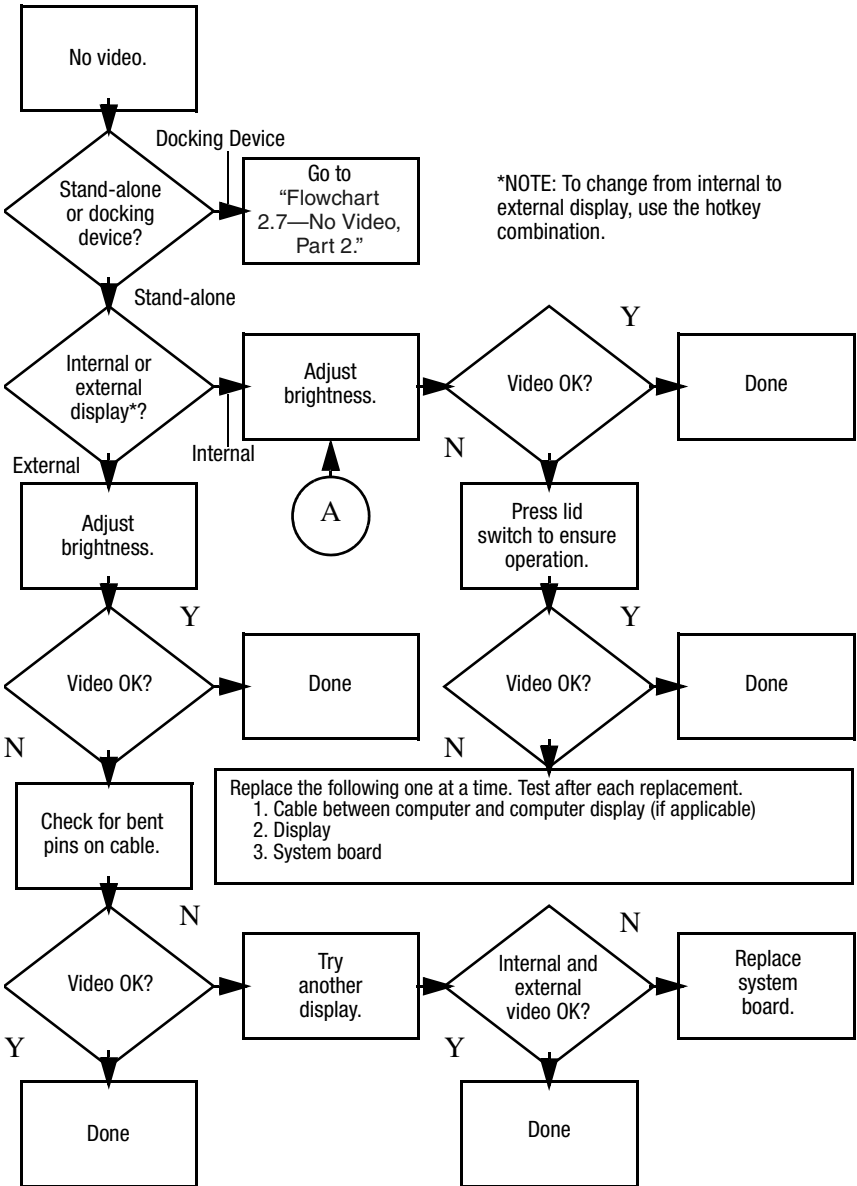 No video.
Docking Device
Stand-alone
or docking
device?
Go to
“Flowchart
2.7—No Video,
Part 2.”
*NOTE: To change from internal to
external display, use the hotkey
combination.
Stand-alone
Internal or
external
display*?
Internal
External
Adjust
brightness.
A
Video OK?
Y
Done
N
Press lid
switch to ensure
operation.
Adjust
brightness.
Video OK?
Y
Done
N
Video OK?
Y
Done
N
Replace the following one at a time. Test after each replacement.
1. Cable between computer and computer display (if applicable)
2. Display
3. System board
Check for bent
pins on cable.
Video OK?
N
Try
another
display.
Internal and
external
video OK?
N
Replace
system
board.
Y
Done
Y
Done